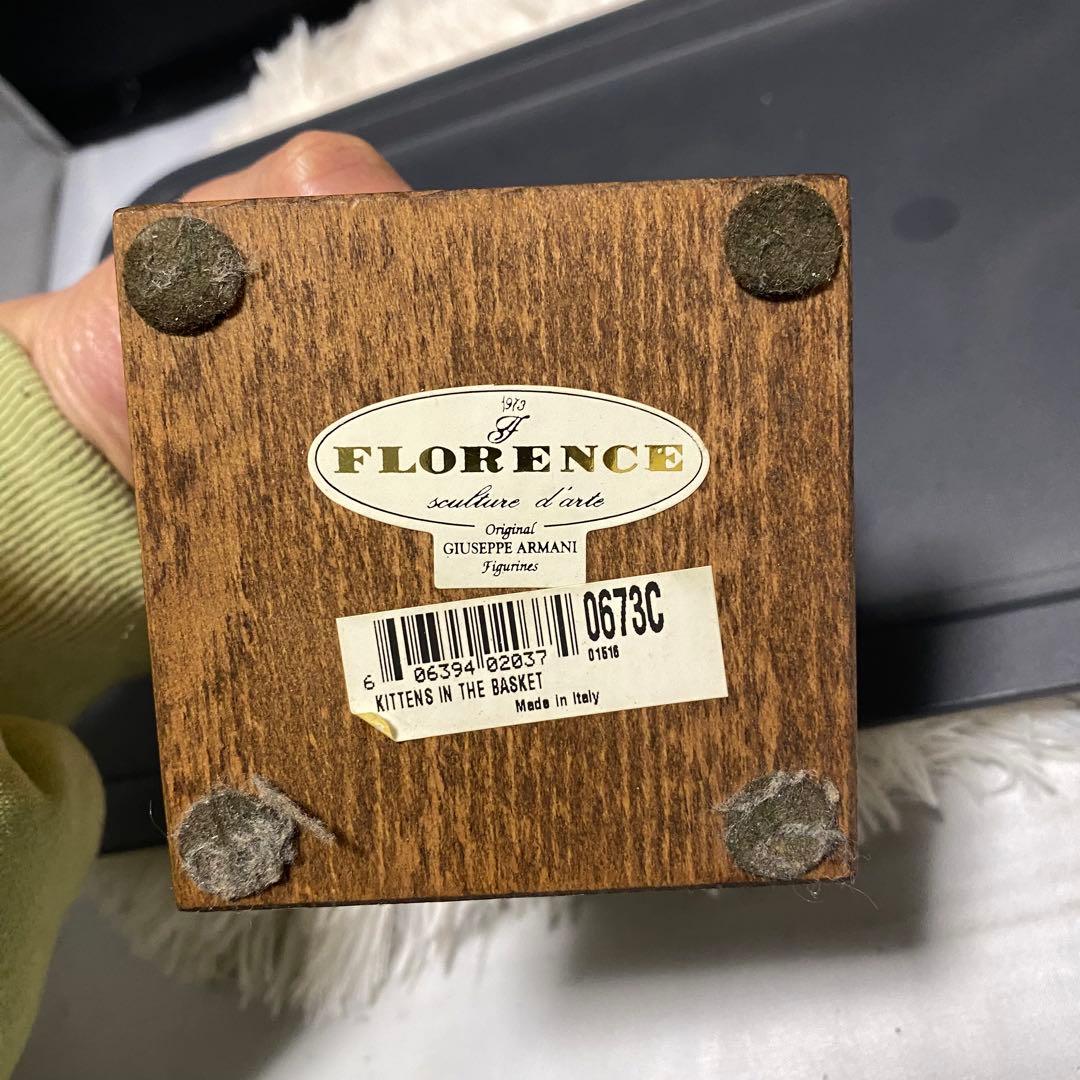 1973
F
FLORENCE
sculture d'arte
Original
GIUSEPPE ARMANI
Figurines
0673C
6 06394 02037
01516
KITTENS IN THE BASKET
Made in Italy